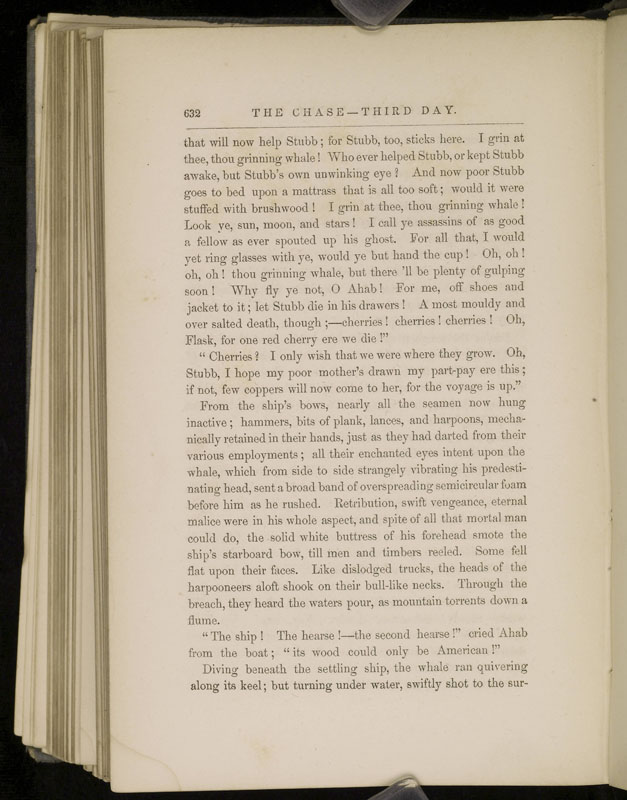 632 THE CHASE—THIRD DAY.
that will now help Stubb; for Stubb, too, sticks here. I grin at
thee, thou grinning whale! Who ever helped Stubb, or kept Stubb
awake, but Stubb's own unwinking eye? And now poor Stubb
goes to bed upon a mattrass that is all too soft; would it were
stuffed with brushwood! I grin at thee, thou grinning whale!
Look ye, sun, moon, and stars! I call ye assassins of as good
a fellow as ever spouted up his ghost. For all that, I would
yet ring glasses with ye, would ye but hand the cup! Oh, oh!
oh, oh! thou grinning whale, but there 'll be plenty of gulping
soon! Why fly ye not, O Ahab! For me, off shoes and
jacket to it; let Stubb die in his drawers! A most mouldy and
over salted death, though;—cherries! cherries! cherries! Oh,
Flask, for one red cherry ere we die!"
"Cherries? I only wish that we were where they grow. Oh,
Stubb, I hope my poor mother's drawn my part-pay ere this;
if not, few coppers will now come to her, for the voyage is up."
From the ship's bows, nearly all the seamen now hung
inactive; hammers, bits of plank, lances, and harpoons, mecha-
nically retained in their hands, just as they had darted from their
various employments; all their enchanted eyes intent upon the
whale, which from side to side strangely vibrating his predesti-
nating head, sent a broad band of overspreading semicircular foam
before him as he rushed. Retribution, swift vengeance, eternal
malice were in his whole aspect, and spite of all that mortal man
could do, the solid white buttress of his forehead smote the
ship's starboard bow, till men and timbers reeled. Some fell
flat upon their faces. Like dislodged trucks, the heads of the
harpooneers aloft shook on their bull-like necks. Through the
breach, they heard the waters pour, as mountain torrents down a
flume.
"The ship! The hearse!—the second hearse!" cried Ahab
from the boat; "its wood could only be American!"
Diving beneath the settling ship, the whale ran quivering
along its keel; but turning under water, swiftly shot to the sur-